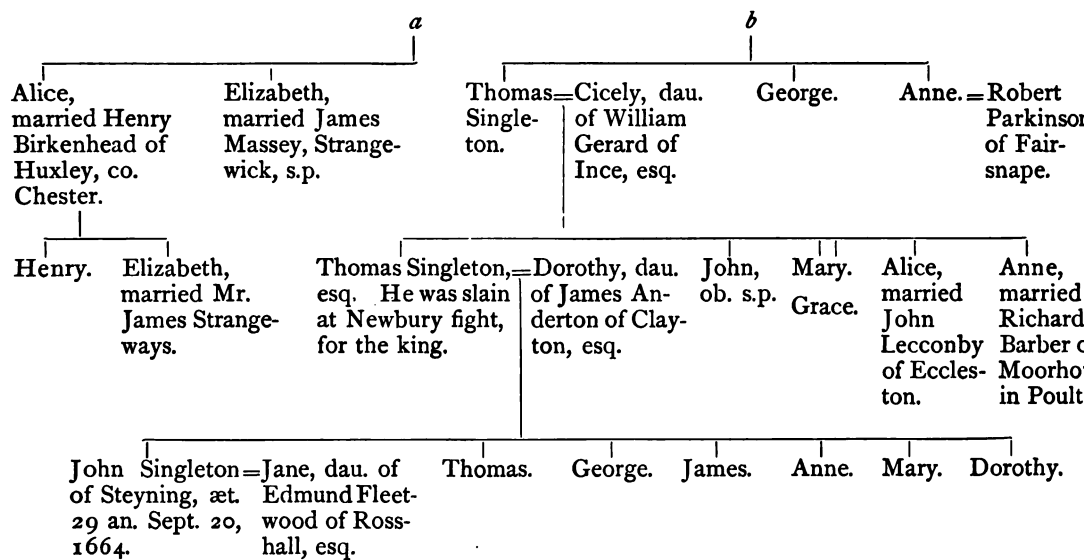 a
b
Alice,
married Henry
Birkenhead of
Huxley, co.
Chester.
Elizabeth,
married James
Massey, Strange-
wick, s.p.
Thomas=Cicely, dau.
Single-
ton.
of William
Gerard of
Ince, esq.
George.
Anne.=Robert
Parkinson
of Fair-
snape.
Henry.
Elizabeth,
married Mr.
James Strange-
ways.
Thomas Singleton,=Dorothy, dau.
esq. He was slain
at Newbury fight,
for the king.
of James An-
derton of Clay-
ton, esq.
John,
ob. s.p.
Mary.
Grace.
Alice,
married
John
Lecconby
of Eccles-
ton.
Anne,
married
Richard
Barber
in
John Singleton=Jane, dau. of
of Steyning, æt.
29 an. Sept. 20,
1664.
Edmund Fleet-
wood of Ross-
hall, esq.
Thomas.
George.
James.
Anne.
Mary.
Dorothy.